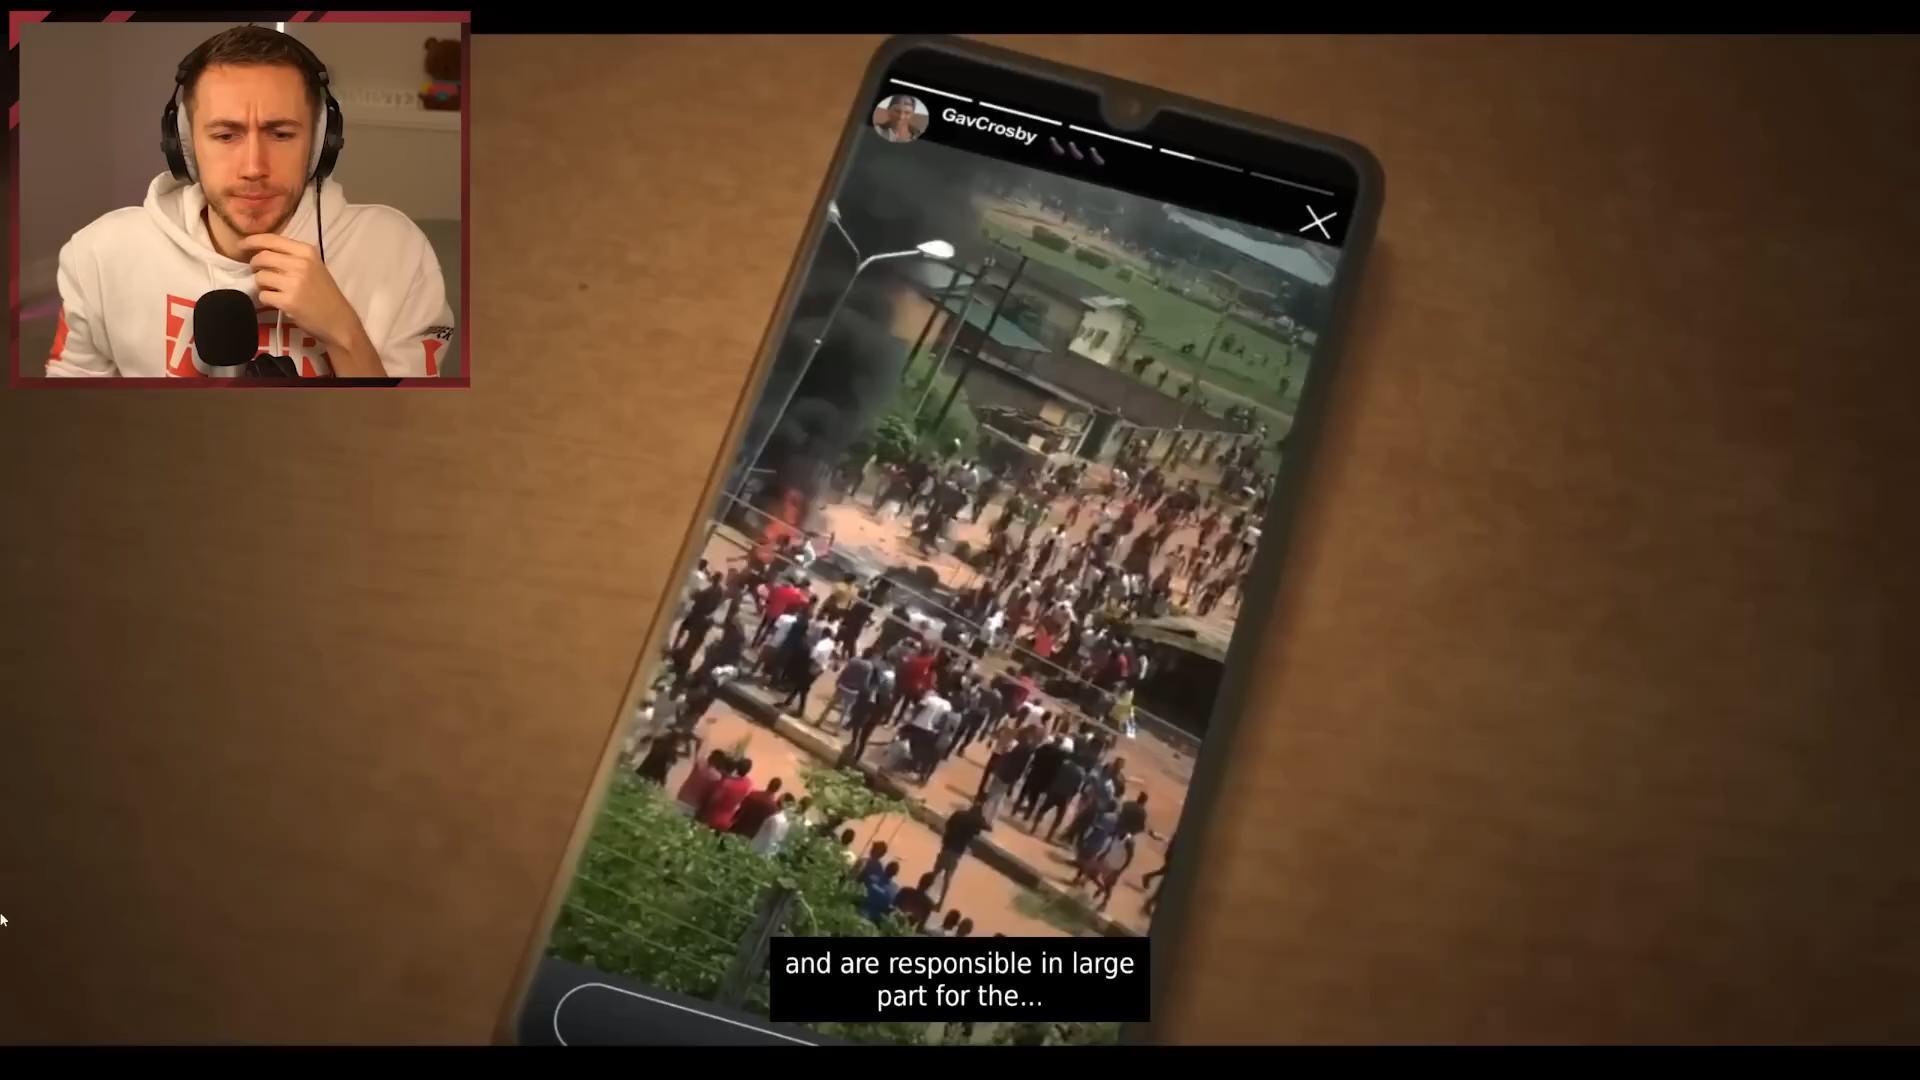 GavCrosby
and are responsible in large
part for the...